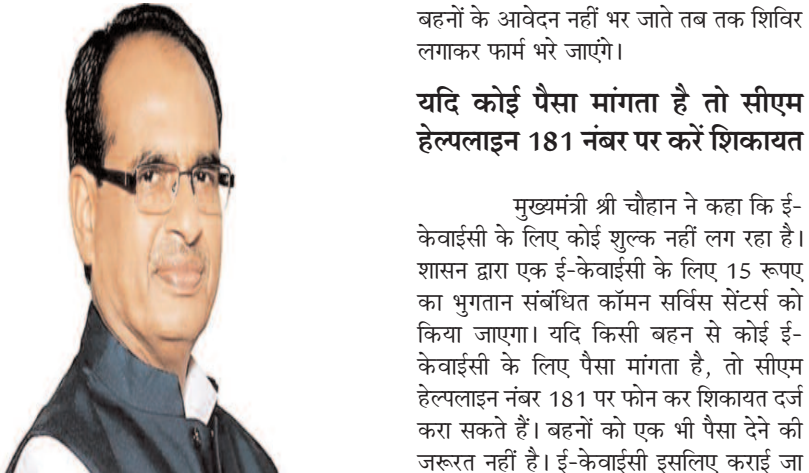 बहनों के आवेदन नहीं भर जाते तब तक शिविर
लगाकर फार्म भरे जाएंगे।
यदि कोई पैसा मांगता है तो सीएम
हेल्पलाइन 181 नंबर पर करें शिकायत
मुख्यमंत्री श्री चौहान ने कहा कि ई-
केवाईसी के लिए कोई शुल्क नहीं लग रहा है।
शासन द्वारा एक ई-केवाईसी के लिए 15 रूपए
का भुगतान संबंधित कॉमन सर्विस सेंटर्स को
किया जाएगा। यदि किसी बहन से कोई ई-
केवाईसी के लिए पैसा मांगता है, तो सीएम
हेल्पलाइन नंबर 181 पर फोन कर शिकायत दर्ज
करा सकते हैं। बहनों को एक भी पैसा देने की
जरूरत नहीं है। ई-केवाईसी इसलिए कराई जा